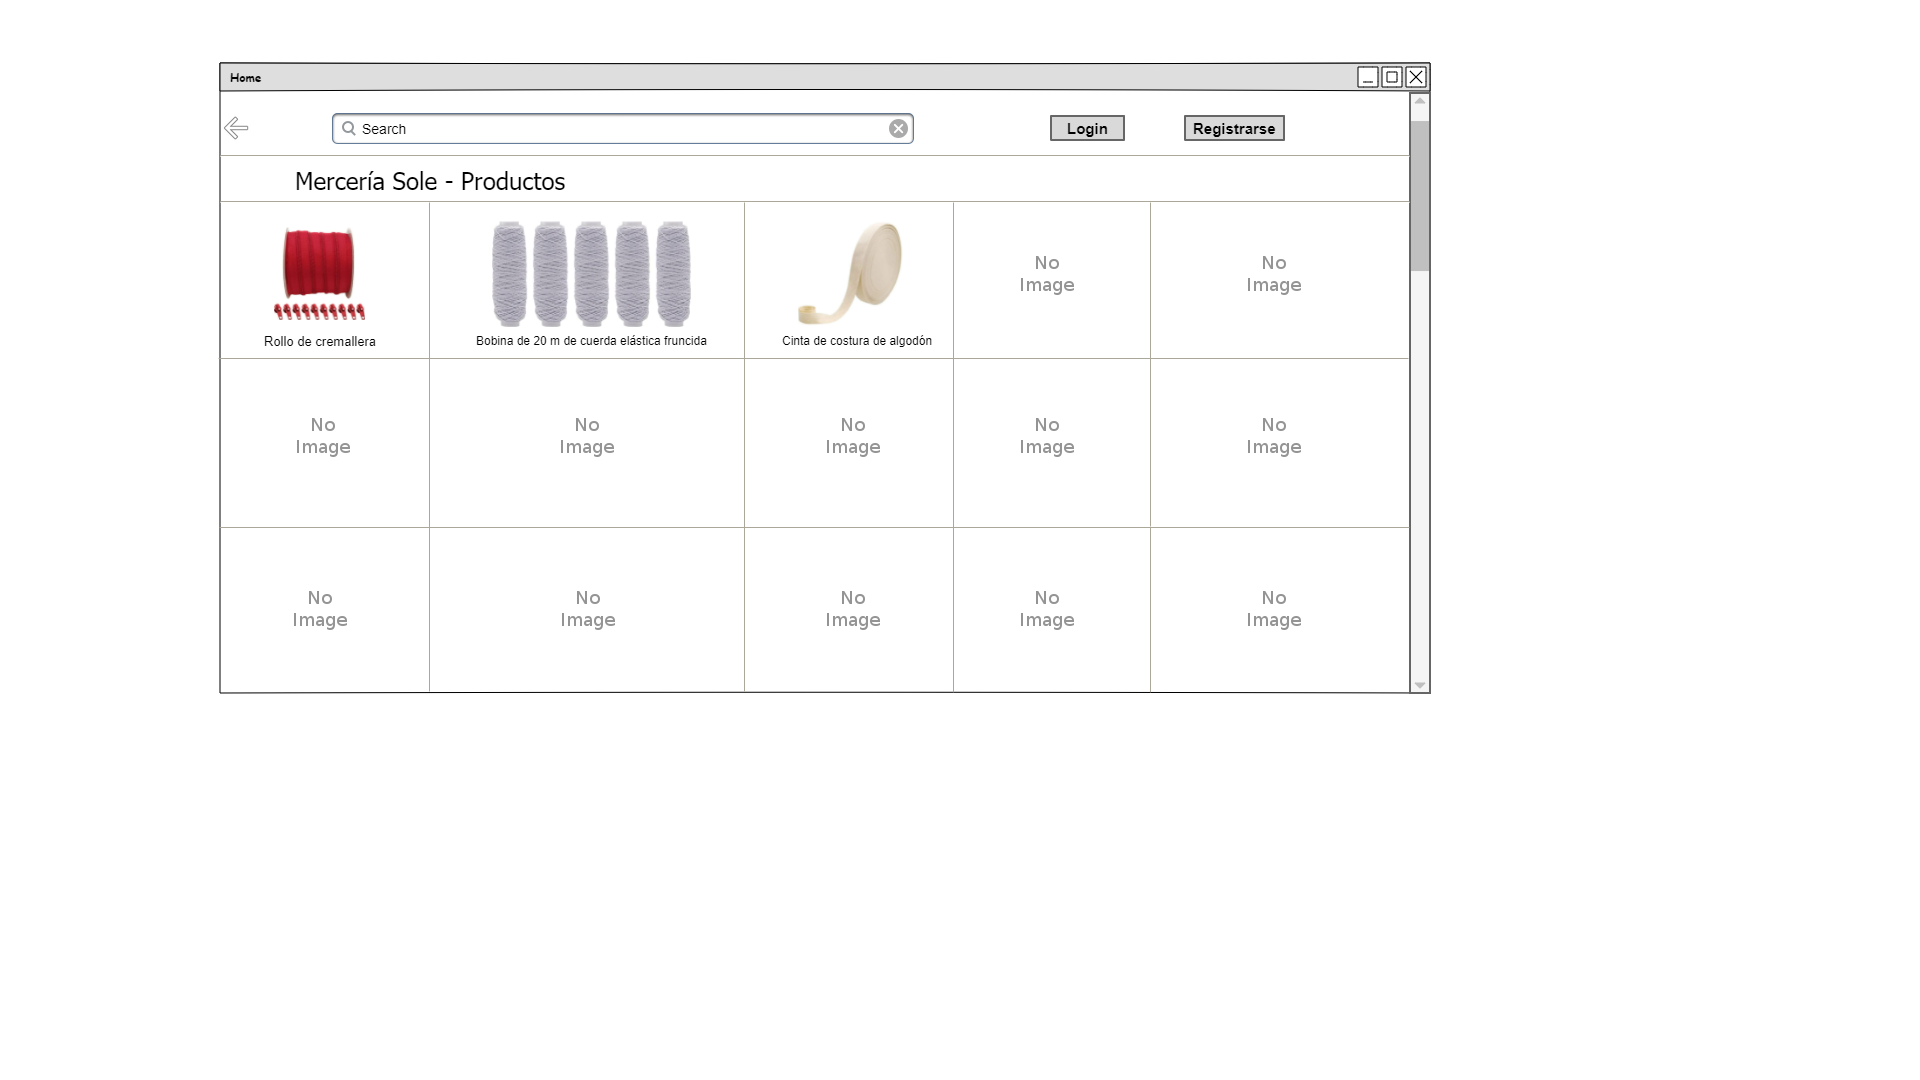 Home
Search
Login
Registrarse
Mercería Sole - Productos
No
Image
No
Image
Rollo de cremallera
Bobina de 20 m de cuerda elástica fruncida
Cinta de costura de algodón
No
Image
No
Image
No
Image
No
Image
No
Image
No
Image
No
Image
No
Image
No
Image
No
Image